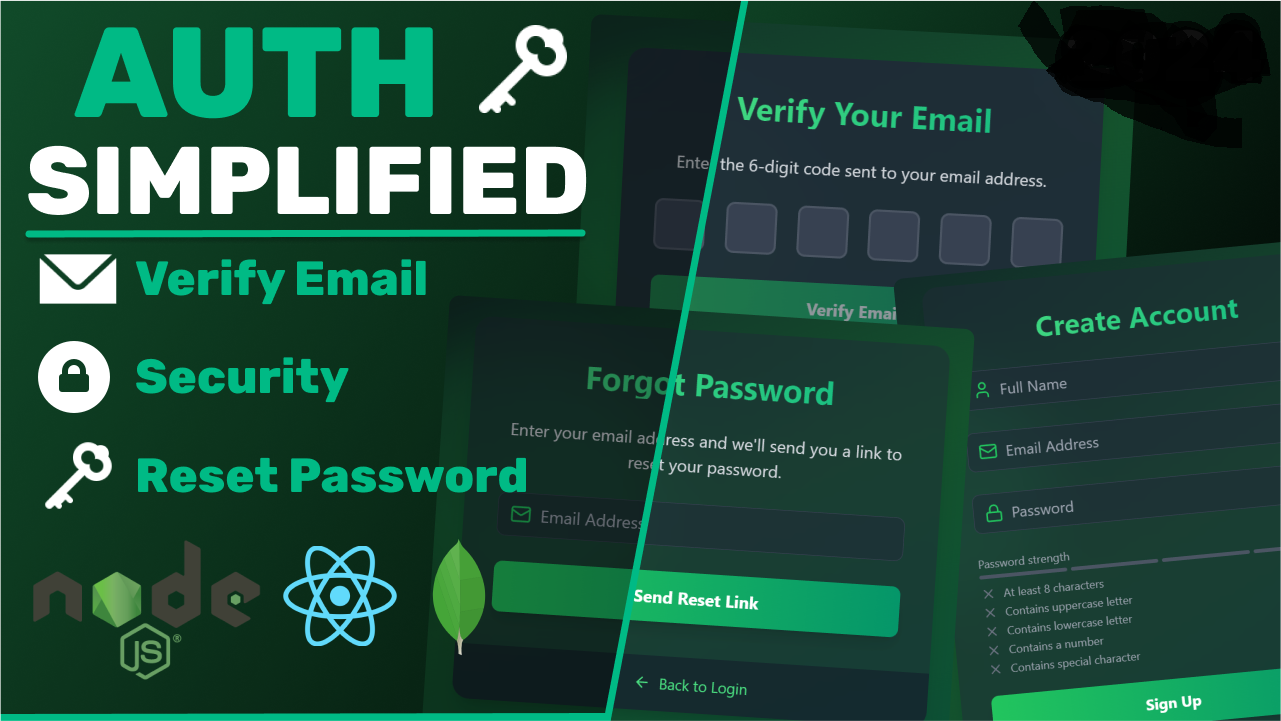 AUTH
SIMPLIFIED
Verify Email
Security
Reset Password
node
JS
®
Verify Your Email
Enter the 6-digit code sent to your email address.
Verify Emai
Forgot Password
Enter your email address and we'll send you a link to
reset your password.
Email Address
Send Reset Link
Back to Login
Create Account
Full Name
Email Address
Password
Password strength
At least 8 characters
Contains uppercase letter
Contains lowercase letter
Contains a number
Contains special character
Sign Up